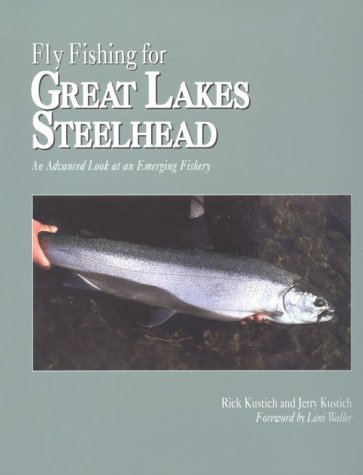 Fly Fishing for
GREAT LAKES
STEELHEAD
An Advanced Look at an Emerging Fishery
Rick Kustich and Jerry Kustich
Foreword by Lani Waller